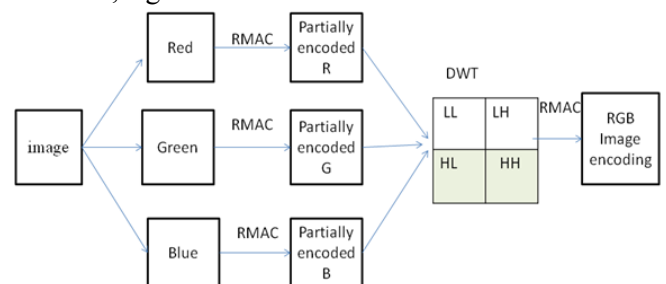 Red
RMAC
Partially
encoded
R
DWT
image
Green
RMAC
Partially
encoded
G
LL
LH
HL
HH
RMAC
RGB
Image
encoding
Blue
RMAC
Partially
encoded
B